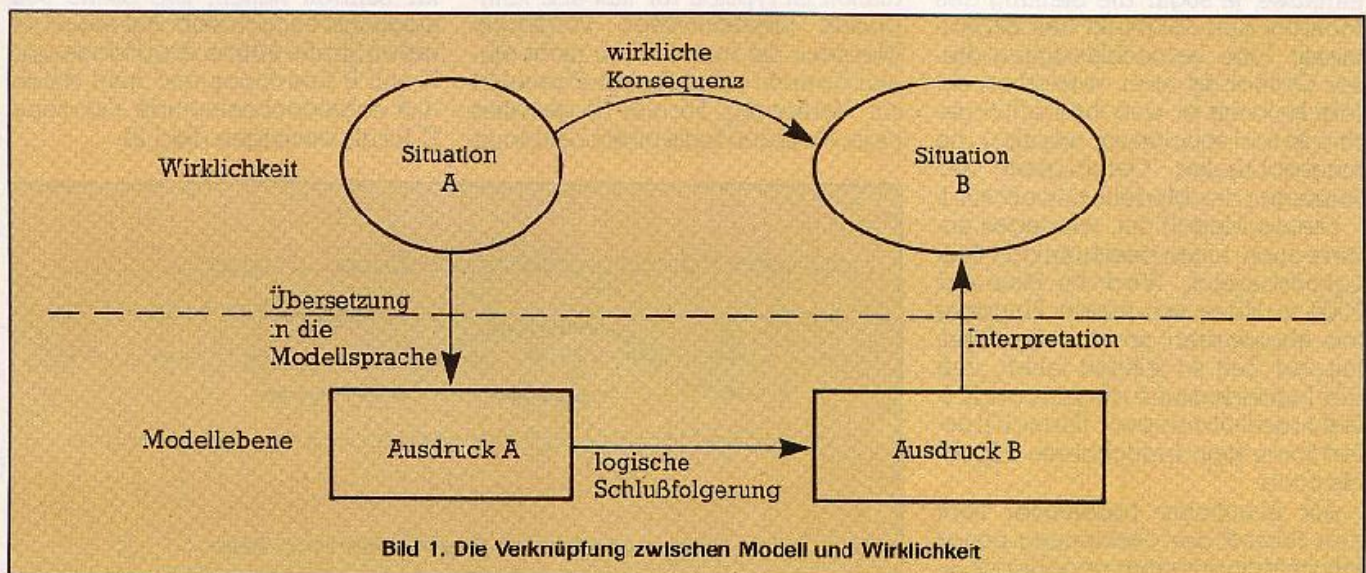 wirkliche
Konsequenz
Wirklichkeit
Situation
A
Situation
B
Übersetzung
in die
Modellsprache
Interpretation
Modellebene
Ausdruck A
logische
Schlußfolgerung
Ausdruck B
Bild 1. Die Verknüpfung zwischen Modell und Wirklichkeit